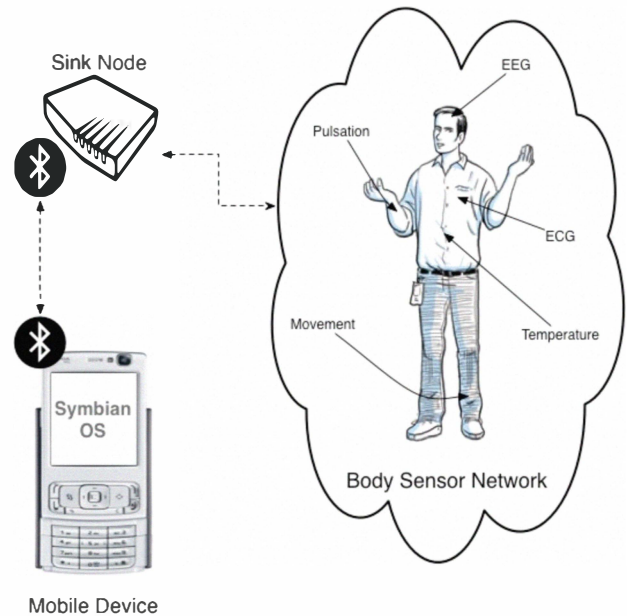 Sink Node
EEG
Pulsation
ECG
Movement
Temperature
Symbian
OS
Body Sensor Network
Mobile Device